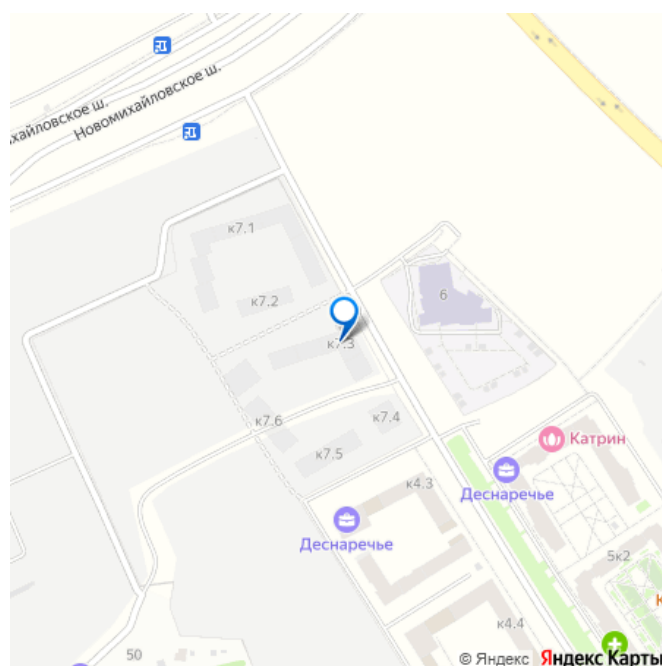 хайловское ш.
Новомихайловское ш.
к7.1
к7.2
6
к7.3
к7.6
к7.4
к7.5
Катрин
к4.3
Деснаречье
Деснаречье
5к2
К
к4.4
50
© Яндекс Яндекс Карты